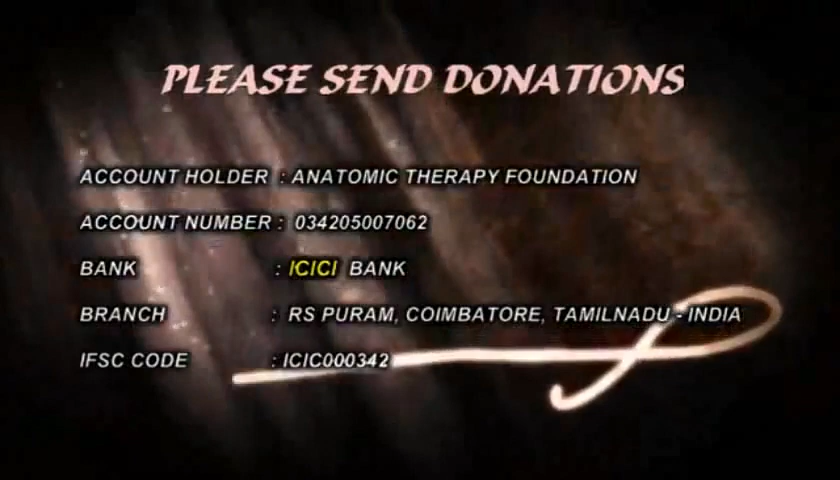 PLEASE SEND DONATIONS
ACCOUNT HOLDER : ANATOMIC THERAPY FOUNDATION
ACCOUNT NUMBER : 034205007062
BANK : ICICI BANK
BRANCH : RS PURAM, COIMBATORE, TAMILNADU - INDIA
IFSC CODE : ICIC000342